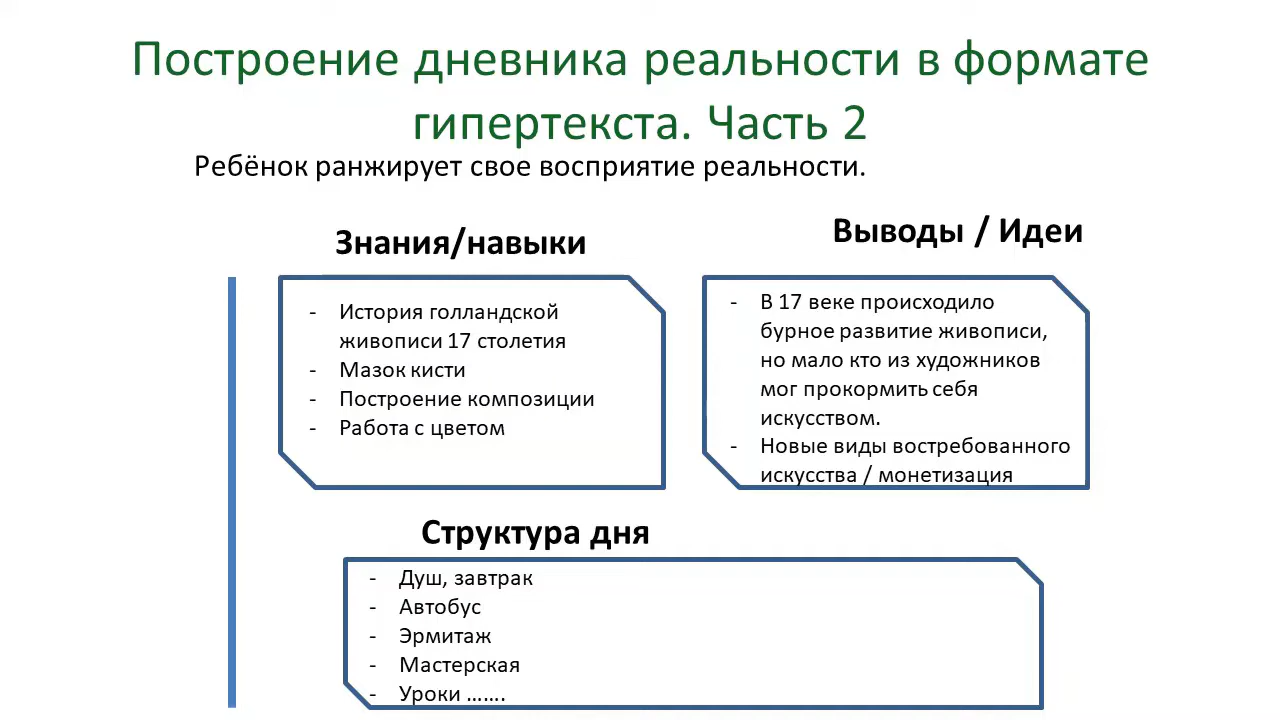 Построение дневника реальности в формате
гипертекста. Часть 2
Ребёнок ранжирует свое восприятие реальности.
Знания/навыки
- История голландской
живописи 17 столетия
- Мазок кисти
- Построение композиции
- Работа с цветом
Выводы / Идеи
- В 17 веке происходило
бурное развитие живописи,
но мало кто из художников
мог прокормить себя
искусством.
- Новые виды востребованного
искусства / монетизация
Структура дня
- Душ, завтрак
- Автобус
- Эрмитаж
- Мастерская
- Уроки …….